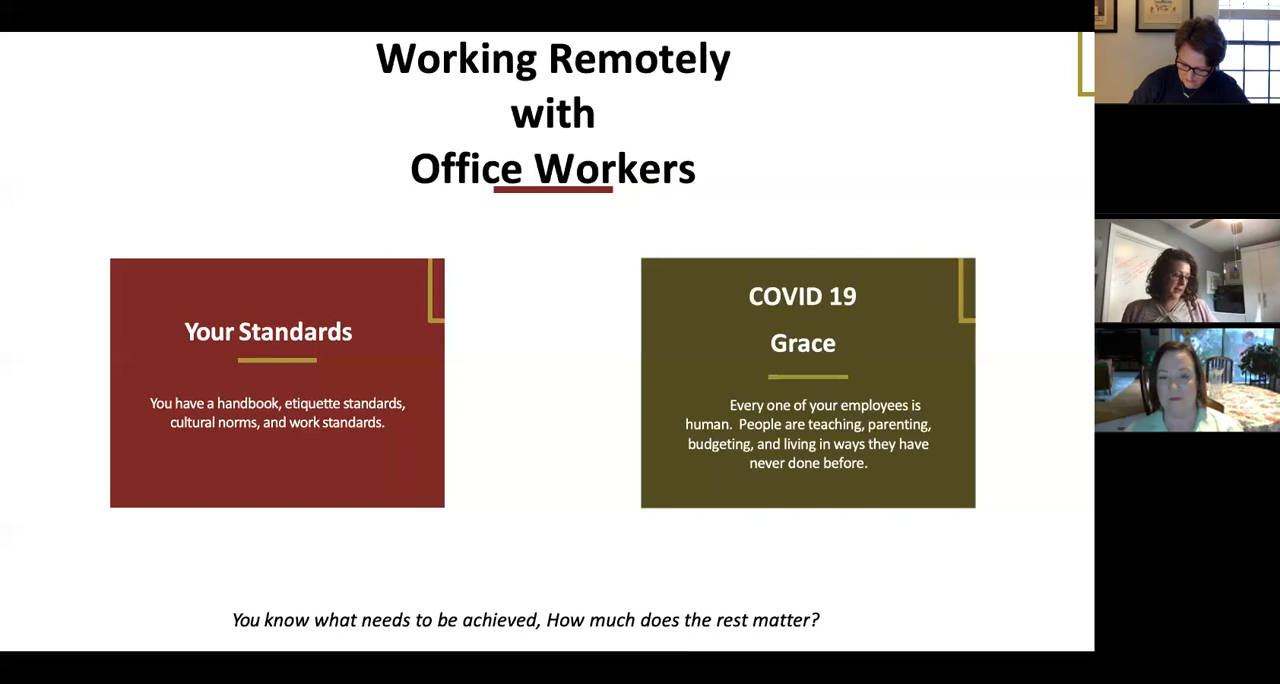 Working Remotely
with
Office Workers
Your Standards
You have a handbook, etiquette standards,
cultural norms, and work standards.
COVID 19
Grace
Every one of your employees is
human. People are teaching, parenting,
budgeting, and living in ways they have
never done before.
You know what needs to be achieved, How much does the rest matter?